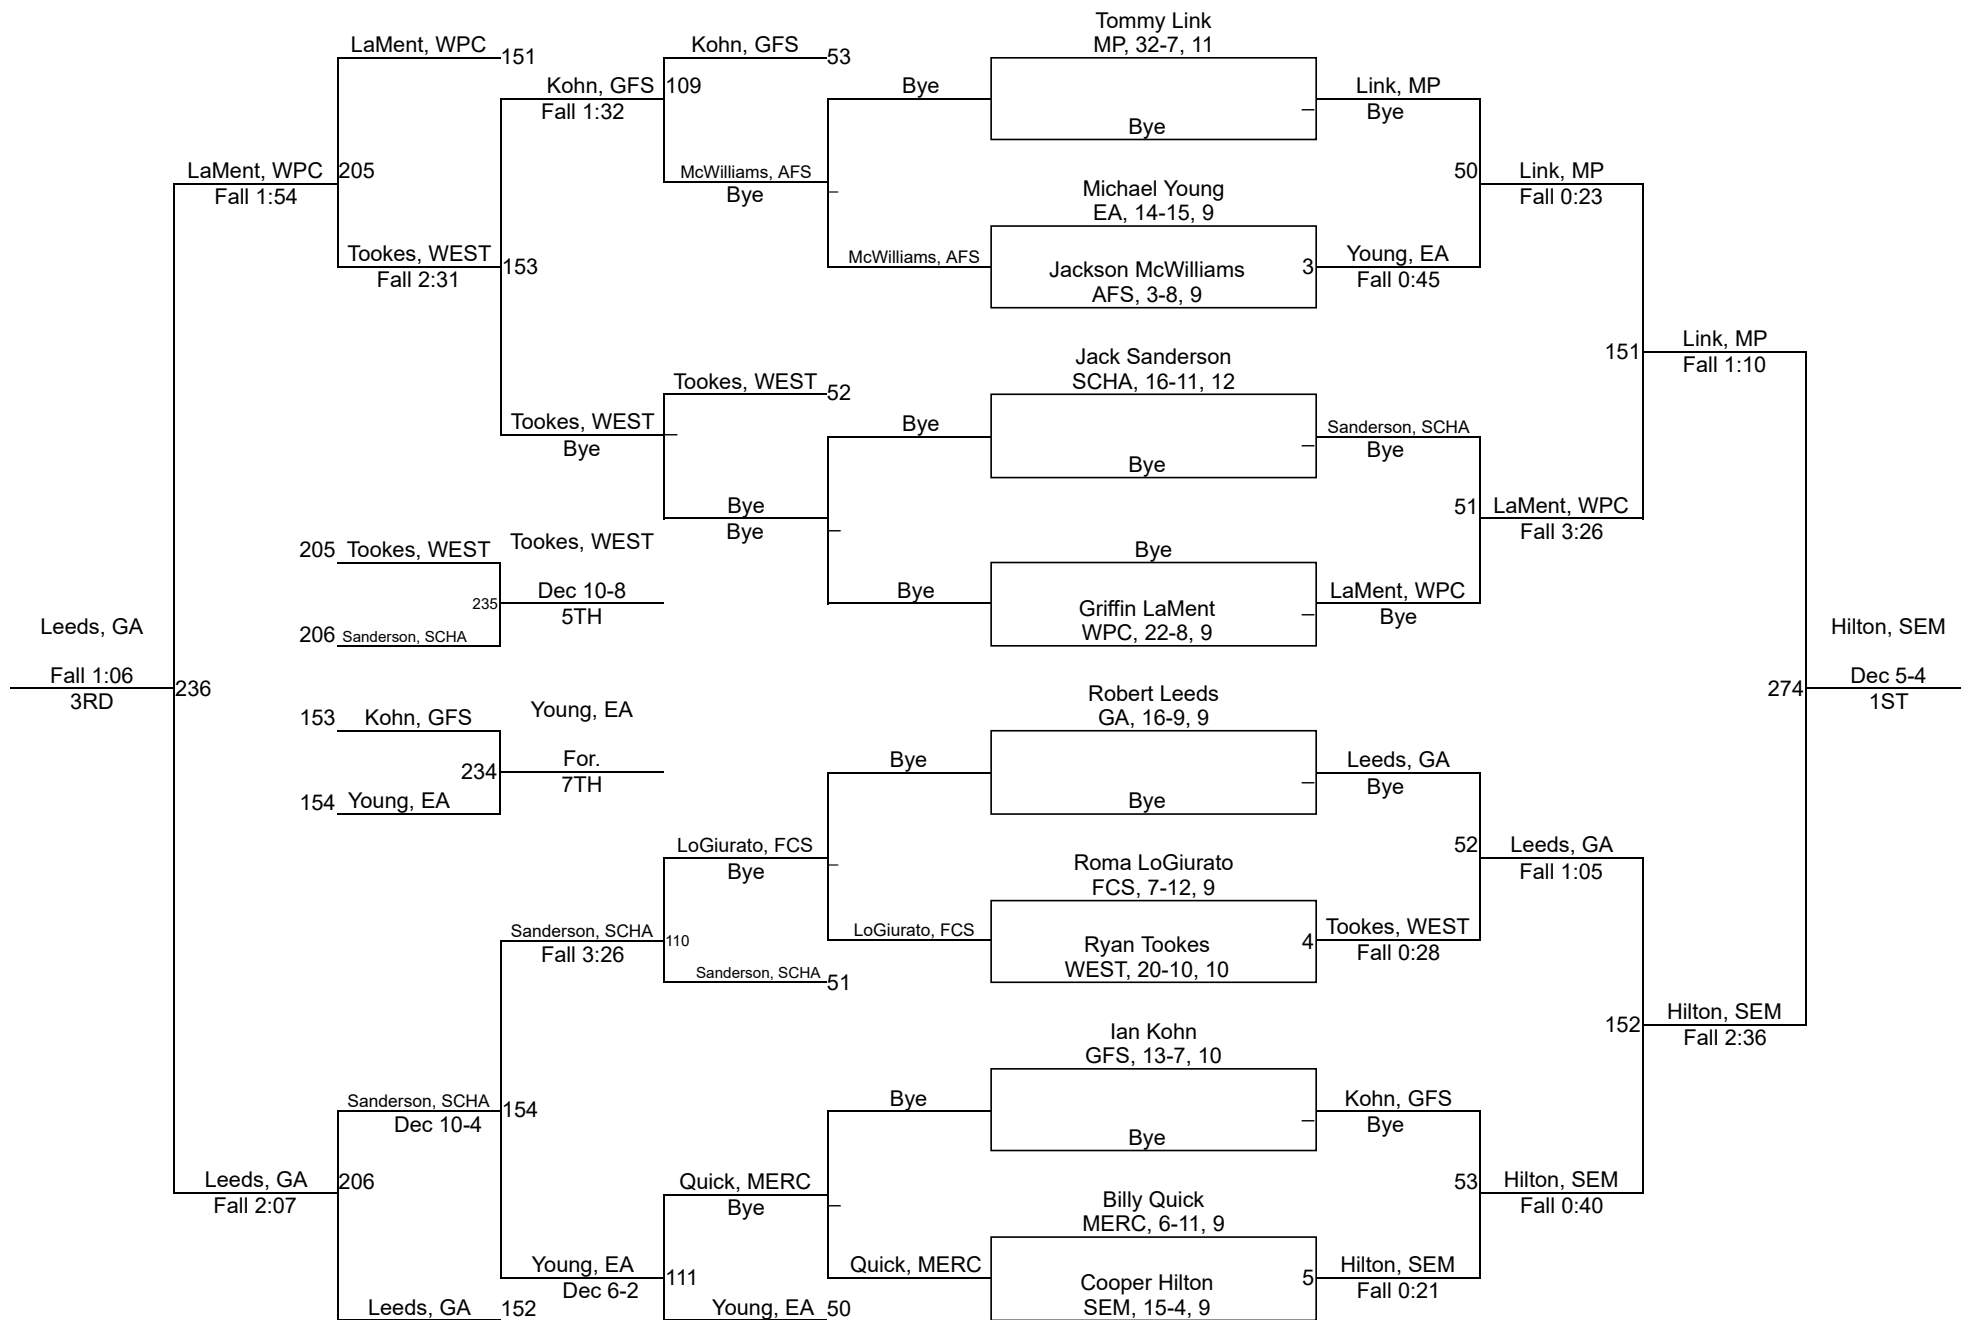 Tommy Link
MP, 32-7, 11
LaMent, WPC
151
Kohn, GFS
53
Kohn, GFS
109
Fall 1:32
Bye
Bye
_
Link, MP
Bye
LaMent, WPC
205
Fall 1:54
McWilliams, AFS
Bye
_
50
Link, MP
Fall 0:23
Michael Young
EA, 14-15, 9
Tookes, WEST
Fall 2:31
153
McWilliams, AFS
Jackson McWilliams
AFS, 3-8, 9
3
Young, EA
Fall 0:45
151
Link, MP
Fall 1:10
Jack Sanderson
SCHA, 16-11, 12
Tookes, WEST
52
Tookes, WEST
_
Bye
Bye
Bye
_
Sanderson, SCHA
Bye
Bye
Bye
_
51
LaMent, WPC
Fall 3:26
205
Tookes, WEST
Tookes, WEST
Bye
235
Dec 10-8
5TH
Bye
Griffin LaMent
WPC, 22-8, 9
_
LaMent, WPC
Bye
206
Sanderson, SCHA
Leeds, GA
Hilton, SEM
Fall 1:06
3RD
236
274
Dec 5-4
1ST
Robert Leeds
GA, 16-9, 9
153
Kohn, GFS
Young, EA
234
For.
7TH
Bye
Bye
_
Leeds, GA
Bye
154
Young, EA
LoGiurato, FCS
Bye
_
52
Leeds, GA
Fall 1:05
Roma LoGiurato
FCS, 7-12, 9
Sanderson, SCHA
Fall 3:26
110
LoGiurato, FCS
Ryan Tookes
WEST, 20-10, 10
4
Tookes, WEST
Fall 0:28
Sanderson, SCHA
51
152
Hilton, SEM
Fall 2:36
Ian Kohn
GFS, 13-7, 10
Sanderson, SCHA
Dec 10-4
154
Bye
Bye
_
Kohn, GFS
Bye
Leeds, GA
Fall 2:07
206
Quick, MERC
Bye
_
53
Hilton, SEM
Fall 0:40
Billy Quick
MERC, 6-11, 9
Young, EA
Dec 6-2
111
Quick, MERC
Cooper Hilton
SEM, 15-4, 9
5
Hilton, SEM
Fall 0:21
Leeds, GA
152
Young, EA
50